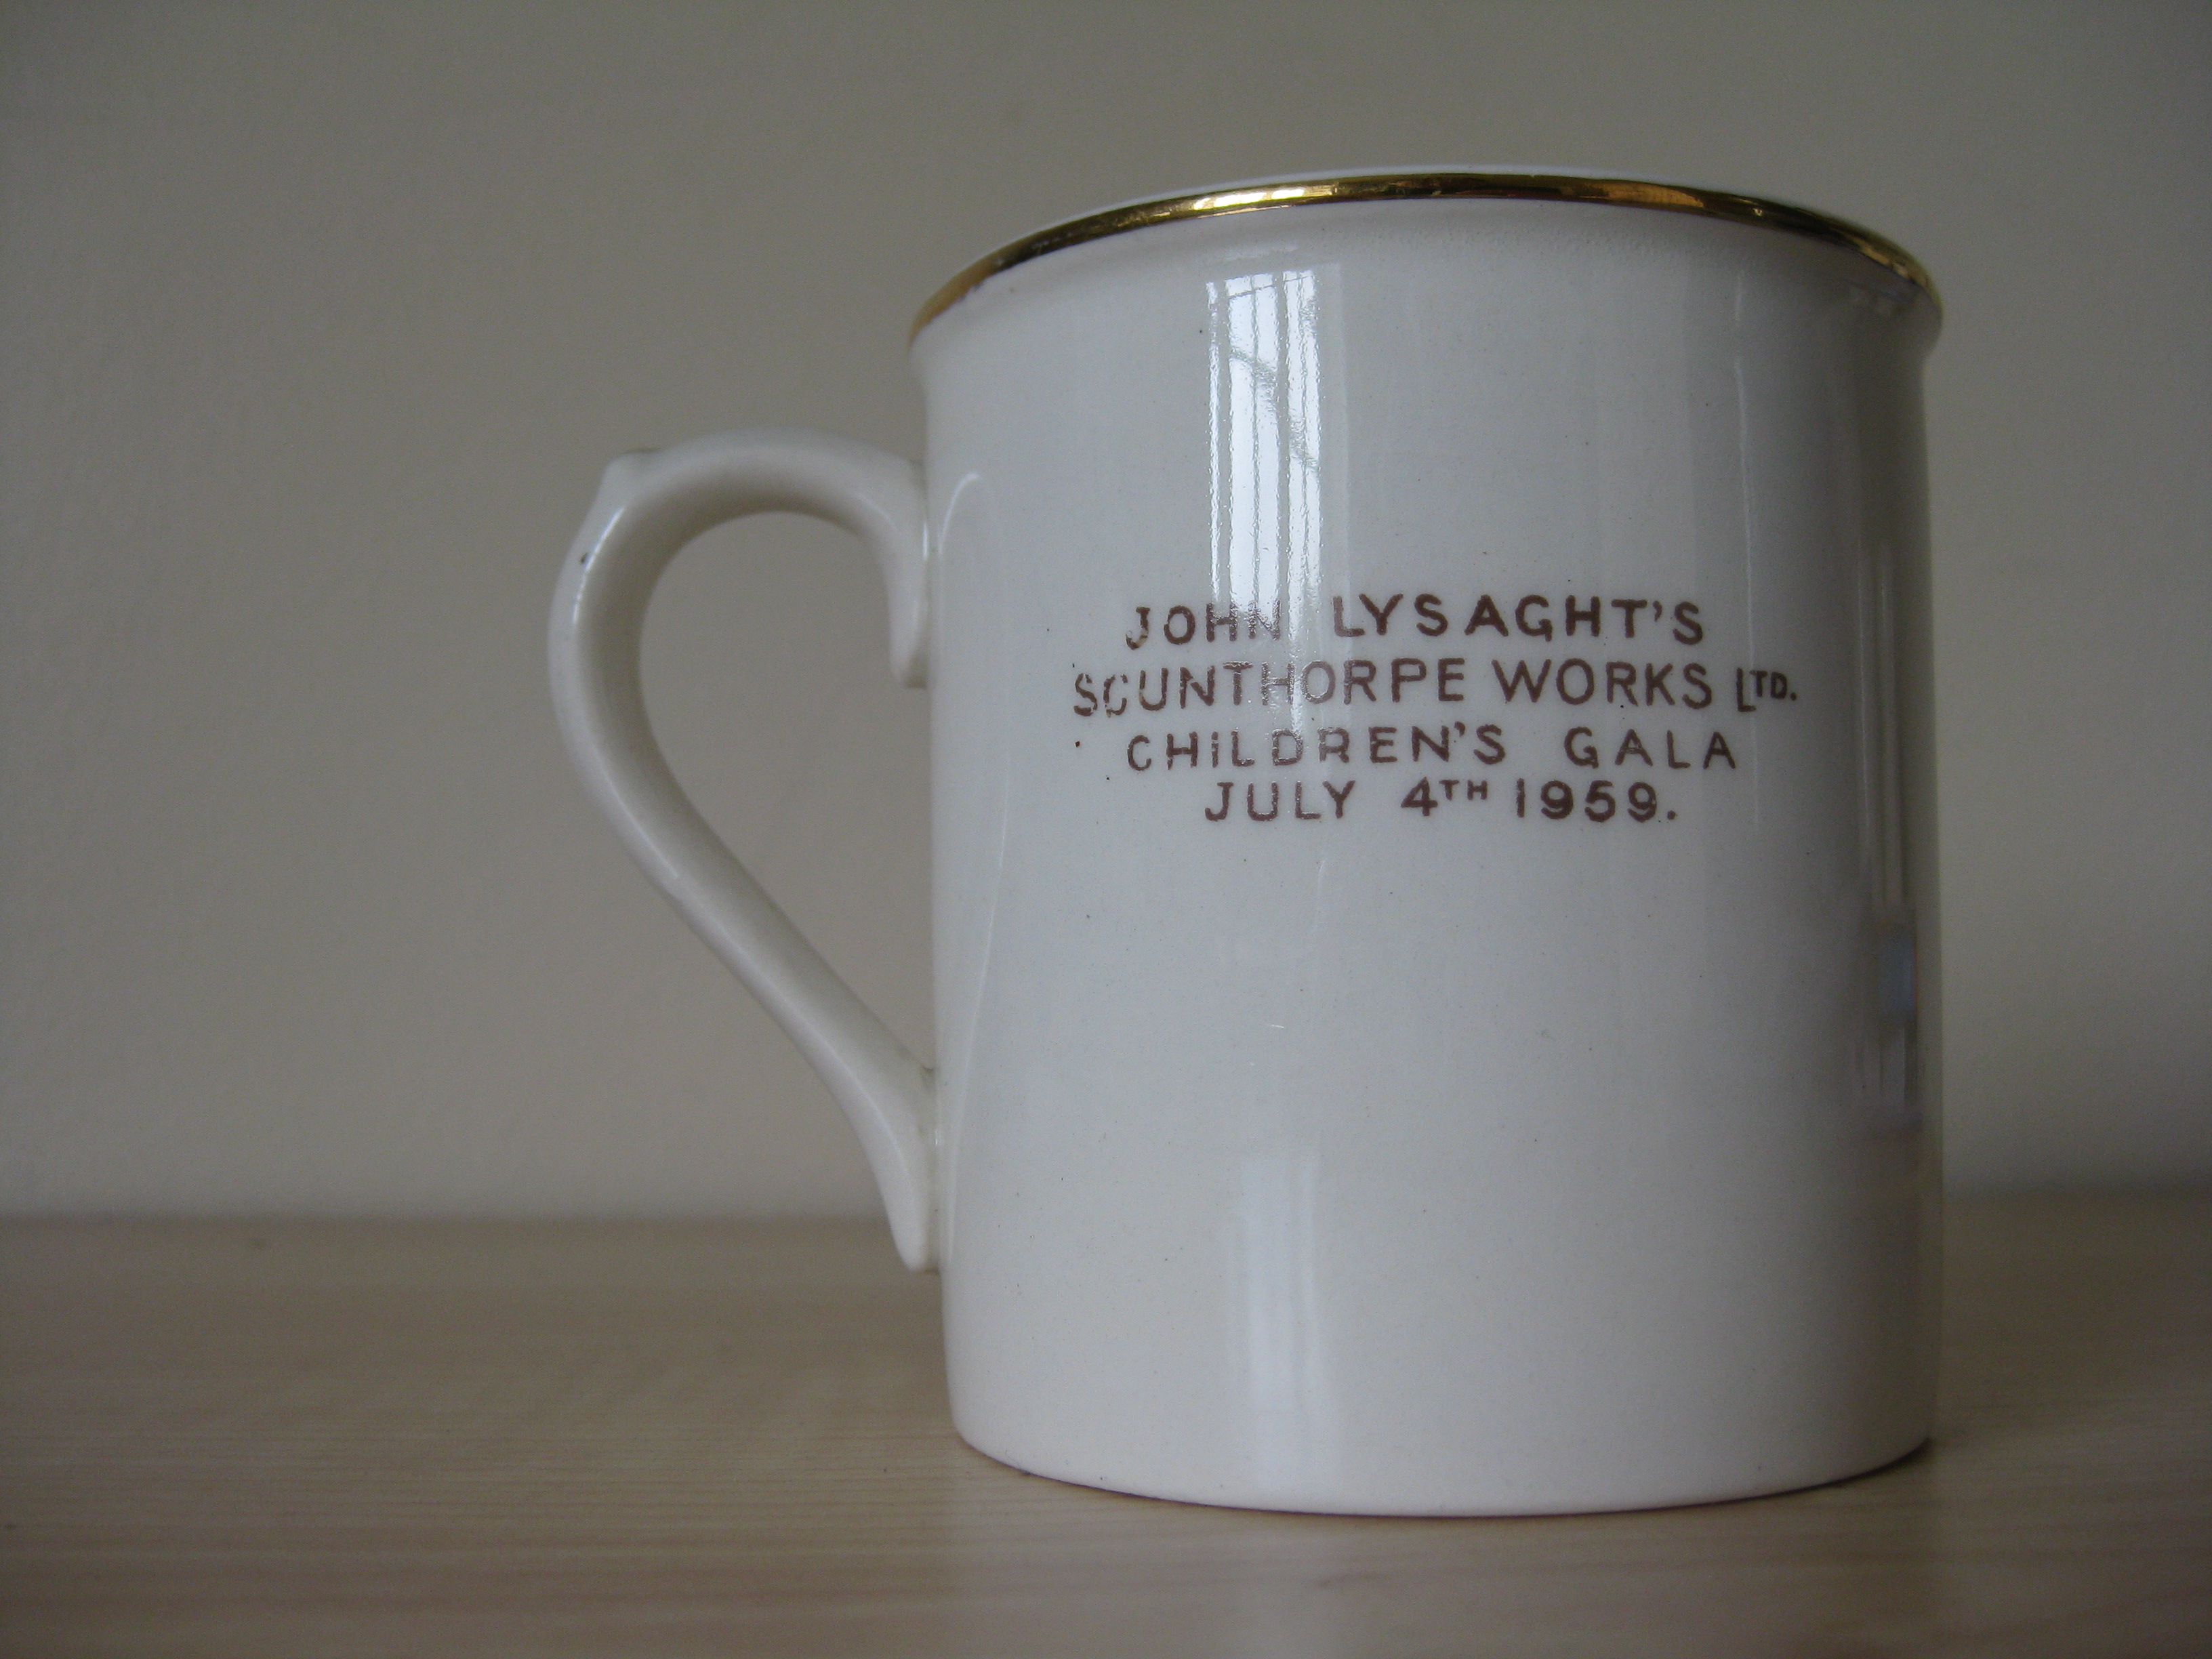 JOHN LYSAGHT'S
SCUNTHORPE WORKS LTD.
CHILDREN'S GALA
JULY 4TH 1959.